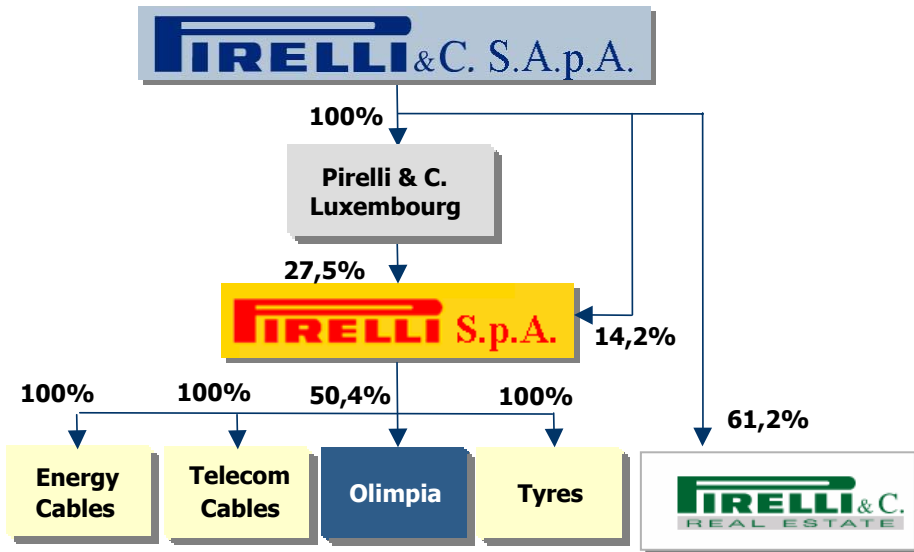 PIRELLI & C. S.A.p.A.
100%
Pirelli & C.
Luxembourg
27,5%
PIRELLI S.p.A.
14,2%
100%
100%
50,4%
100%
61,2%
Energy
Cables
Telecom
Cables
Olimpia
Tyres
PIRELLI & C.
REAL ESTATE